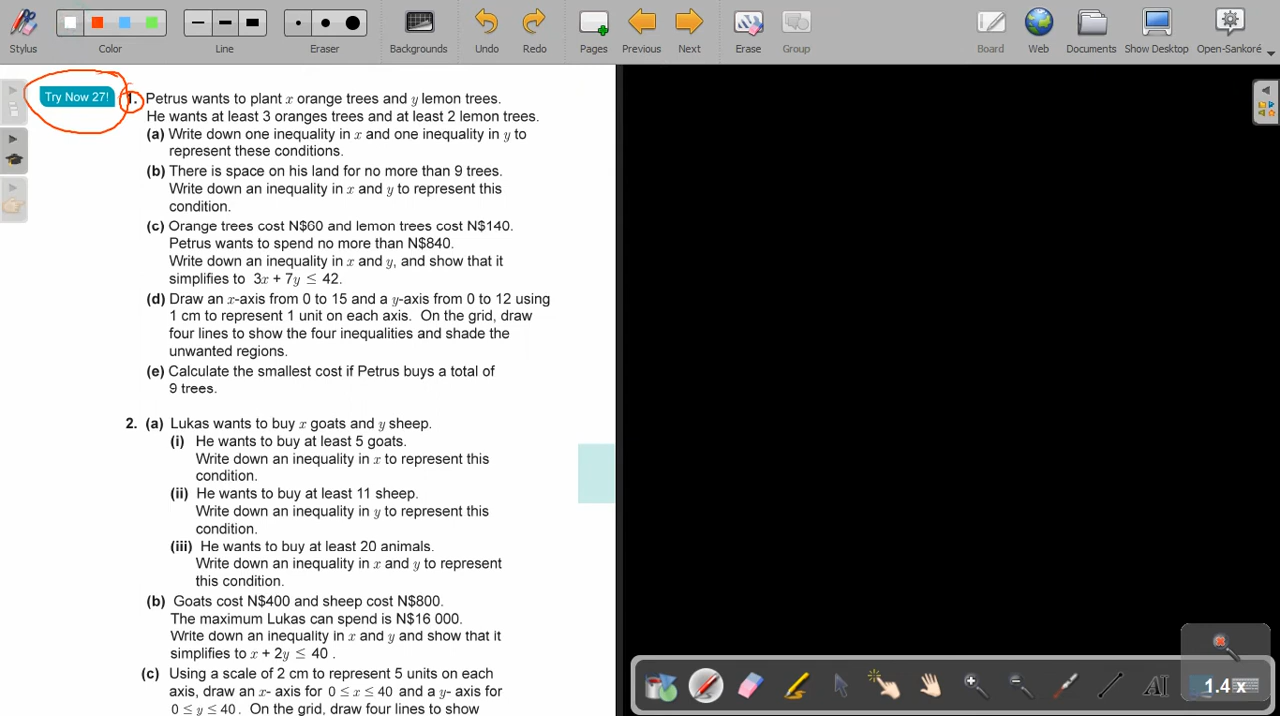 Stylus
Color
Line
Eraser
Backgrounds
Undo
Redo
Pages
Previous
Next
Erase
Group
Board
Web
Documents
Show Desktop
Open-Sankoré
Try Now 27!
1. Petrus wants to plant x orange trees and y lemon trees.
He wants at least 3 oranges trees and at least 2 lemon trees.
(a) Write down one inequality in x and one inequality in y to
represent these conditions.
(b) There is space on his land for no more than 9 trees.
Write down an inequality in x and y to represent this
condition.
(c) Orange trees cost N$60 and lemon trees cost N$140.
Petrus wants to spend no more than N$840.
Write down an inequality in x and y, and show that it
simplifies to 3x + 7y ≤ 42.
(d) Draw an x-axis from 0 to 15 and a y-axis from 0 to 12 using
1 cm to represent 1 unit on each axis. On the grid, draw
four lines to show the four inequalities and shade the
unwanted regions.
(e) Calculate the smallest cost if Petrus buys a total of
9 trees.
2. (a) Lukas wants to buy x goats and y sheep.
(i) He wants to buy at least 5 goats.
Write down an inequality in x to represent this
condition.
(ii) He wants to buy at least 11 sheep.
Write down an inequality in y to represent this
condition.
(iii) He wants to buy at least 20 animals.
Write down an inequality in x and y to represent
this condition.
(b) Goats cost N$400 and sheep cost N$800.
The maximum Lukas can spend is N$16 000.
Write down an inequality in x and y and show that it
simplifies to x + 2y ≤ 40 .
(c) Using a scale of 2 cm to represent 5 units on each
axis, draw an x- axis for 0 ≤ x ≤ 40 and a y- axis for
0 ≤ y ≤ 40 . On the grid, draw four lines to show
AI
1.4 x